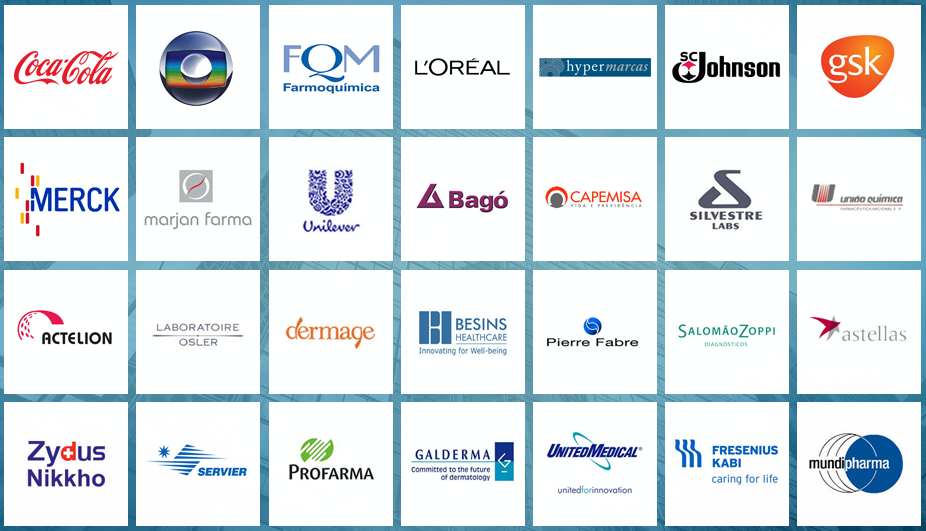 Coca-Cola
FQM
Farmoquímica
L'ORÉAL
hypermarcas
SC
Johnson
gsk
MERCK
marjan farma
Unilever
Bagó
CAPEMISA
VIDA E PREVIDÊNCIA
SILVESTRE
LABS
união química
FARMACÊUTICA NACIONAL S/A
ACTELION
LABORATOIRE
OSLER
dermage
BESINS
HEALTHCARE
Innovating for Well-being
Pierre Fabre
SALOMÃOZOPPI
DIAGNÓSTICOS
astellas
Zydus
Nikkho
SERVIER
PROFARMA
GALDERMA
Committed to the future
of dermatology
UNITEDMEDICAL®
unitedforinnovation
FRESENIUS
KABI
caring for life
mundipharma